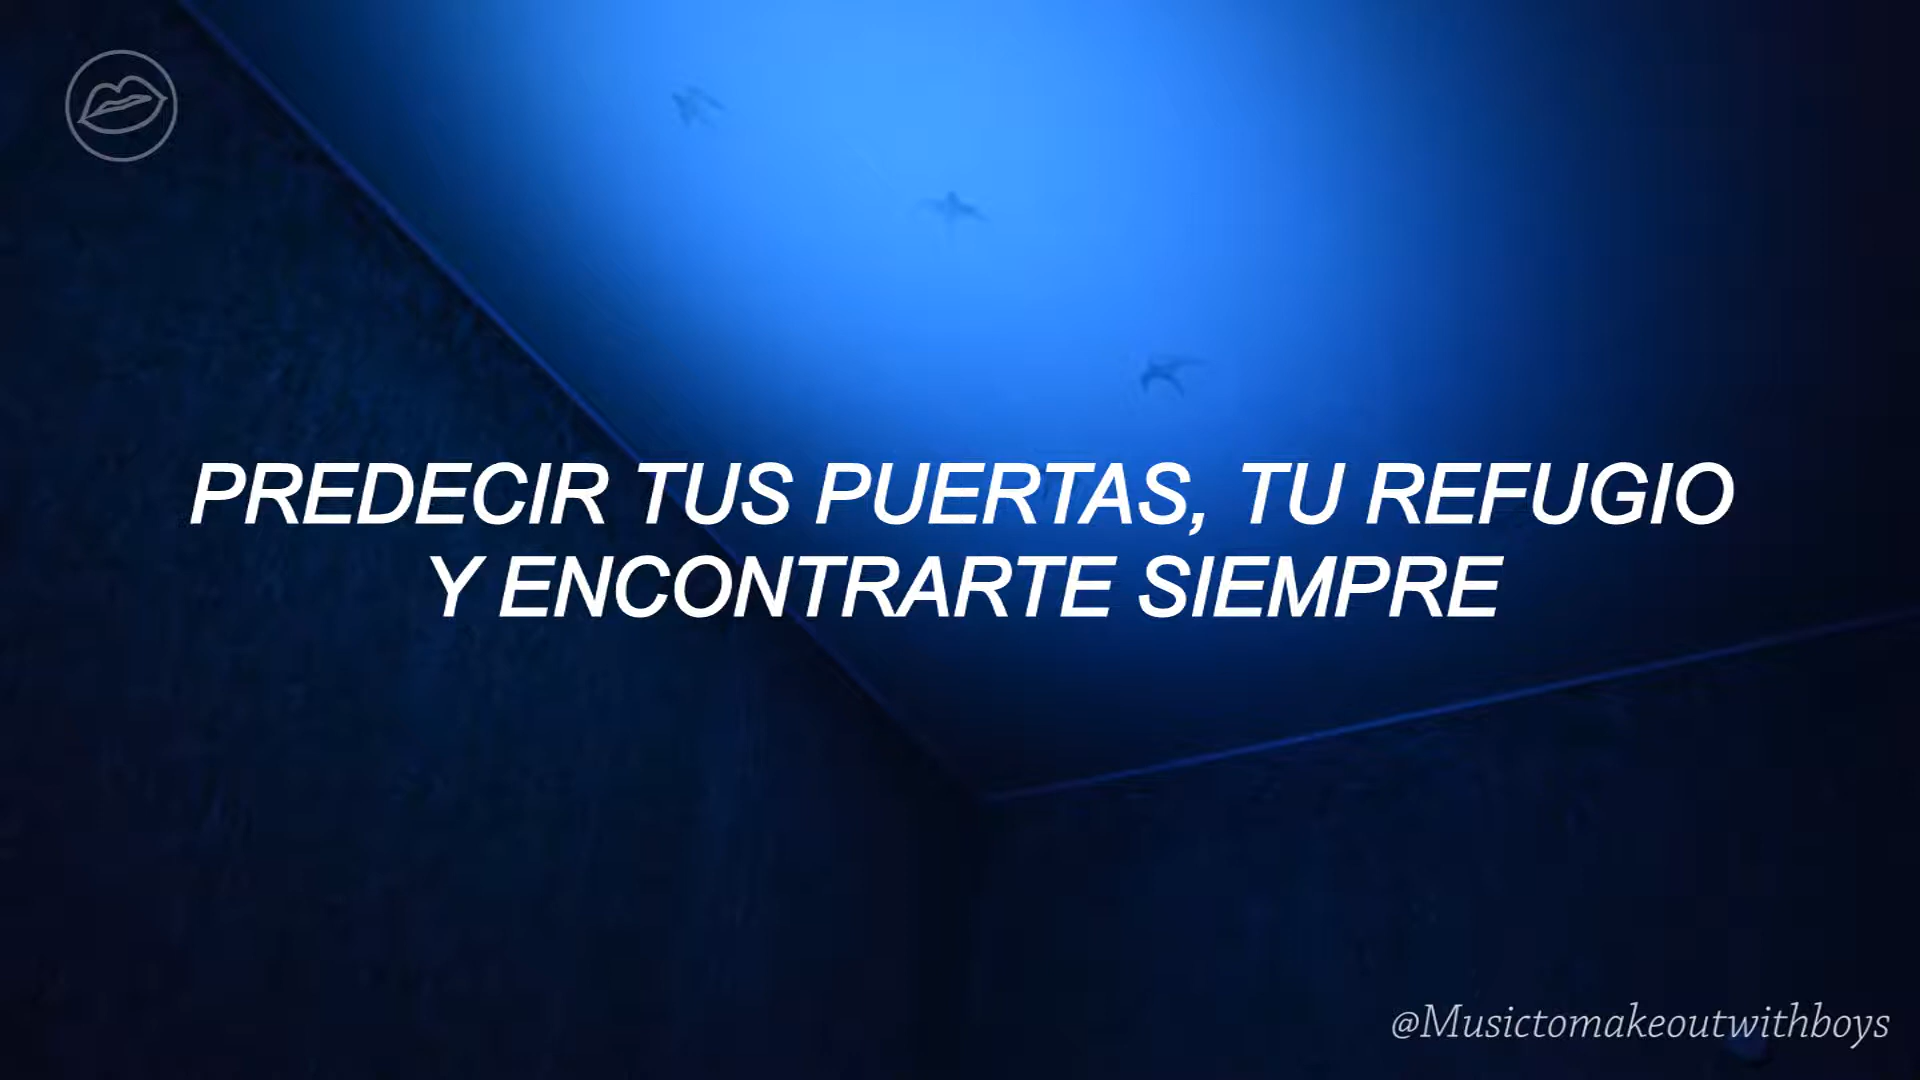 PREDECIR TUS PUERTAS, TU REFUGIO
Y ENCONTRARTE SIEMPRE
@Musictomakeoutwithboys